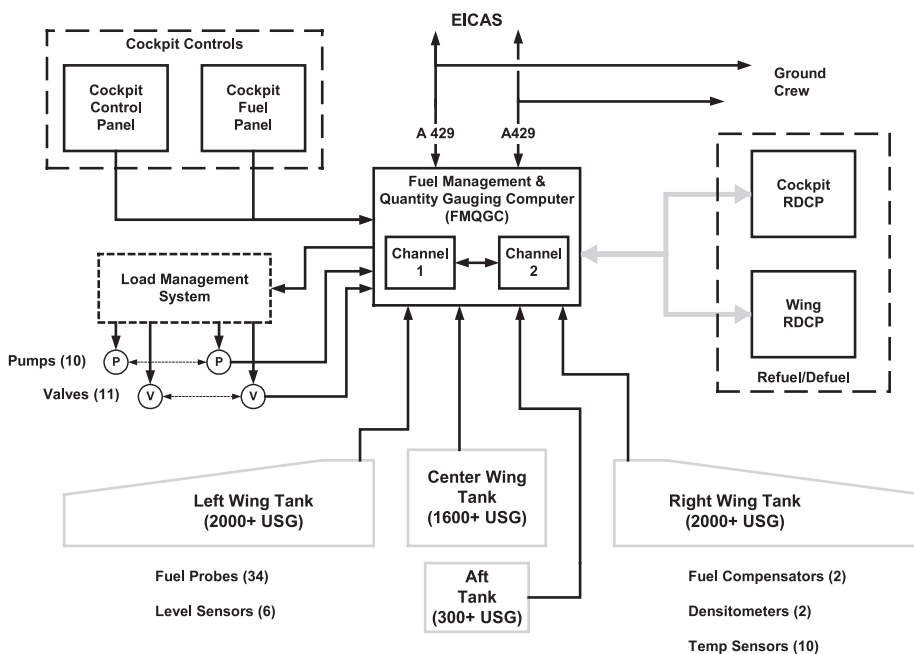 EICAS
Cockpit Controls
Cockpit
Control
Panel
Cockpit
Fuel
Panel
Ground
Crew
A 429
A429
Fuel Management &
Quantity Gauging Computer
(FMQGC)
Channel
1
Channel
2
Cockpit
RDCP
Wing
RDCP
Refuel/Defuel
Load Management
System
Pumps (10)
P
P
Valves (11)
V
V
Left Wing Tank
(2000+ USG)
Center Wing
Tank
(1600+ USG)
Right Wing Tank
(2000+ USG)
Aft
Tank
(300+ USG)
Fuel Probes (34)
Level Sensors (6)
Fuel Compensators (2)
Densitometers (2)
Temp Sensors (10)